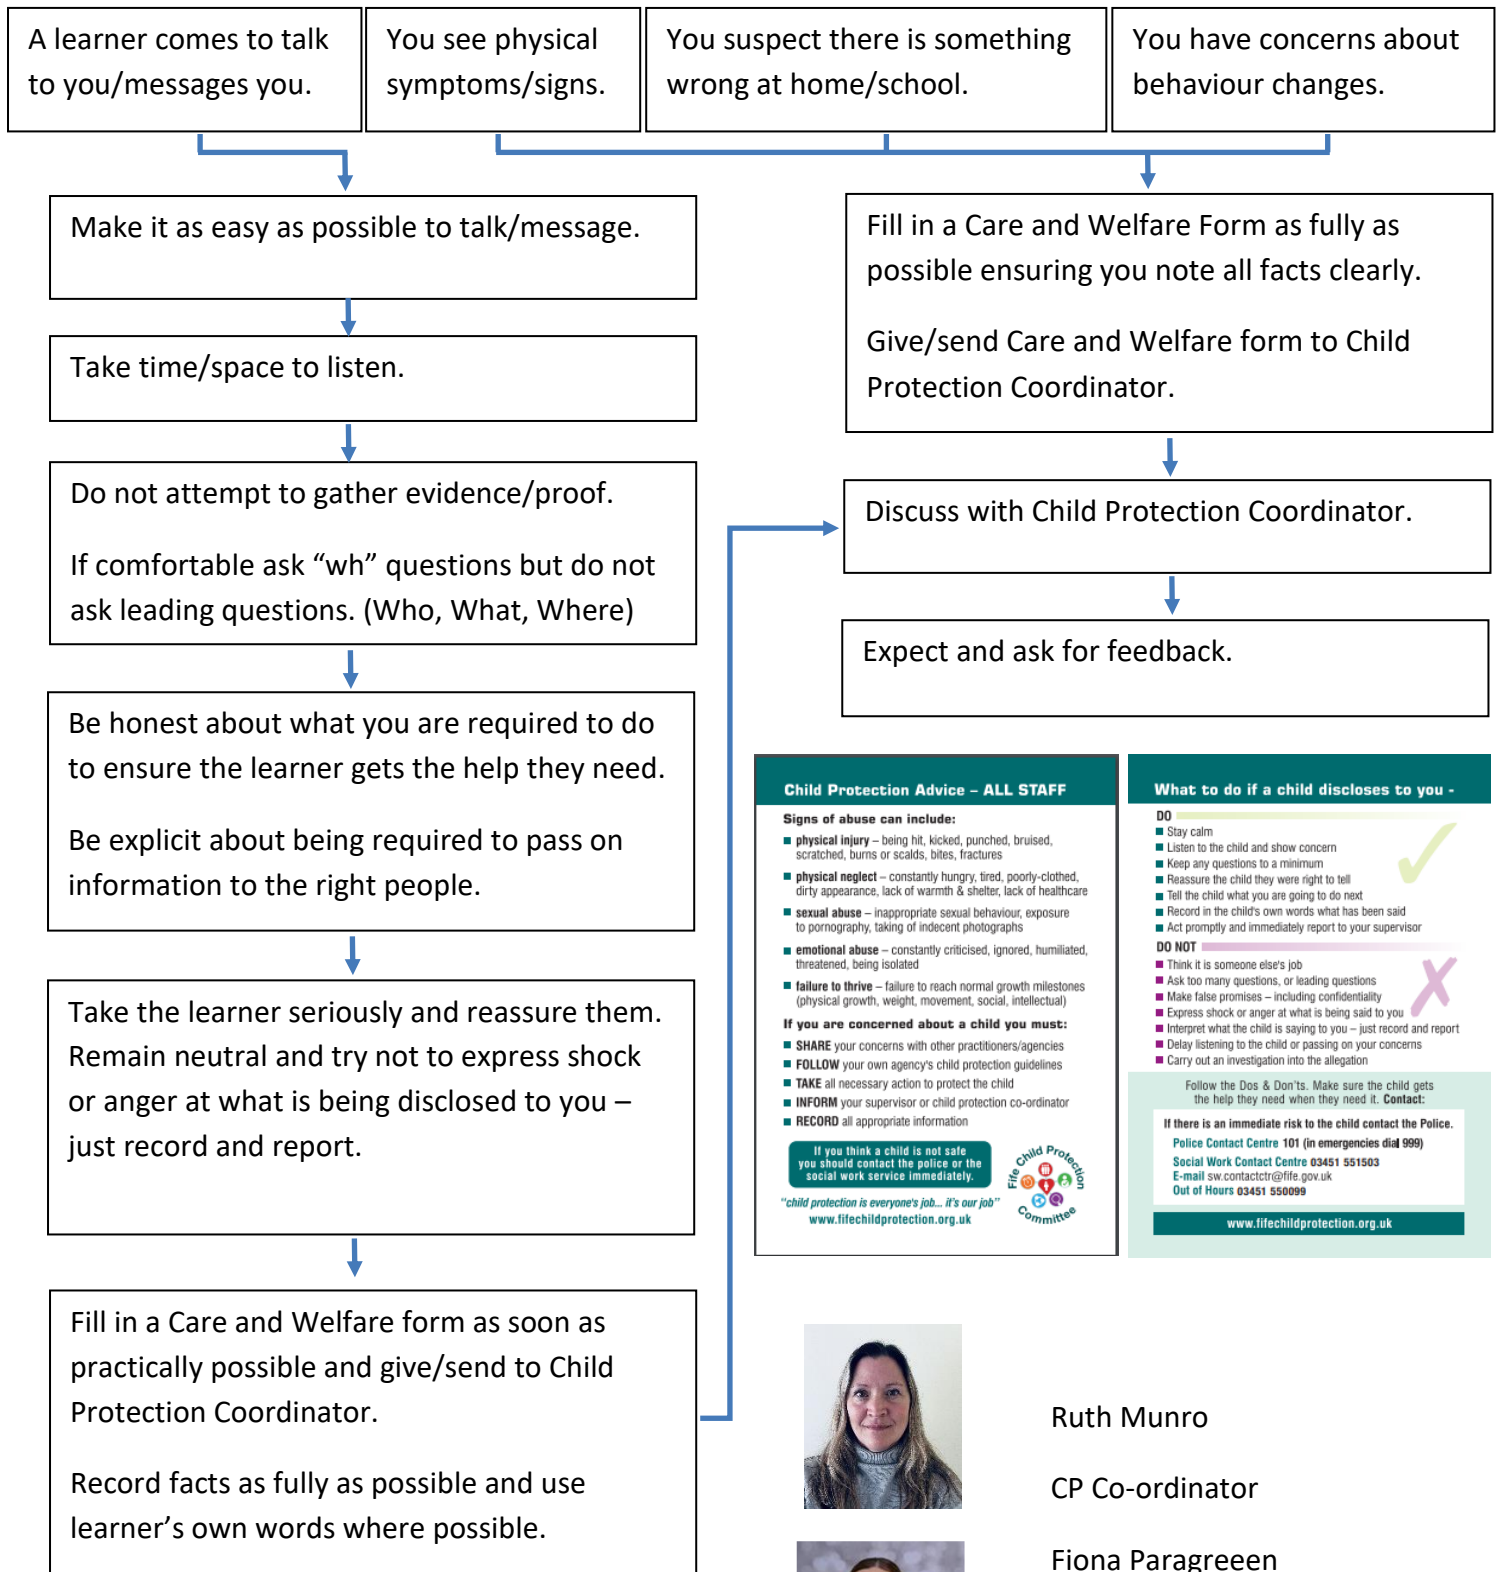 A learner comes to talk
to you/messages you.
You see physical
symptoms/signs.
You suspect there is something
wrong at home/school.
You have concerns about
behaviour changes.
Make it as easy as possible to talk/message.
Take time/space to listen.
Do not attempt to gather evidence/proof.
If comfortable ask “wh” questions but do not
ask leading questions. (Who, What, Where)
Be honest about what you are required to do
to ensure the learner gets the help they need.
Be explicit about being required to pass on
information to the right people.
Take the learner seriously and reassure them.
Remain neutral and try not to express shock
or anger at what is being disclosed to you –
just record and report.
Fill in a Care and Welfare form as soon as
practically possible and give/send to Child
Protection Coordinator.
Record facts as fully as possible and use
learner’s own words where possible.
Fill in a Care and Welfare Form as fully as
possible ensuring you note all facts clearly.
Give/send Care and Welfare form to Child
Protection Coordinator.
Discuss with Child Protection Coordinator.
Expect and ask for feedback.
Child Protection Advice – ALL STAFF
Signs of abuse can include:
physical injury – being hit, kicked, punched, bruised,
scratched, burns or scalds, bites, fractures
physical neglect – constantly hungry, tired, poorly-clothed,
dirty appearance, lack of warmth & shelter, lack of healthcare
sexual abuse – inappropriate sexual behaviour, exposure
to pornography, taking of indecent photographs
emotional abuse – constantly criticised, ignored, humiliated,
threatened, being isolated
failure to thrive – failure to reach normal growth milestones
(physical growth, weight, movement, social, intellectual)
If you are concerned about a child you must:
SHARE your concerns with other practitioners/agencies
FOLLOW your own agency's child protection guidelines
TAKE all necessary action to protect the child
INFORM your supervisor or child protection co-ordinator
RECORD all appropriate information
If you think a child is not safe
you should contact the police or the
social work service immediately.
"child protection is everyone's job... it's our job"
www.fifechildprotection.org.uk
Fife Child Protection
Committee
What to do if a child discloses to you -
DO
Stay calm
Listen to the child and show concern
Keep any questions to a minimum
Reassure the child they were right to tell
Tell the child what you are going to do next
Record in the child's own words what has been said
Act promptly and immediately report to your supervisor
DO NOT
Think it is someone else's job
Ask too many questions, or leading questions
Make false promises – including confidentiality
Express shock or anger at what is being said to you
Interpret what the child is saying to you – just record and report
Delay listening to the child or passing on your concerns
Carry out an investigation into the allegation
Follow the Dos & Don'ts. Make sure the child gets
the help they need when they need it. Contact:
If there is an immediate risk to the child contact the Police.
Police Contact Centre 101 (in emergencies dial 999)
Social Work Contact Centre 03451 551503
E-mail sw.contactctr@fife.gov.uk
Out of Hours 03451 550099
www.fifechildprotection.org.uk
Ruth Munro
CP Co-ordinator
Fiona Paragreeen